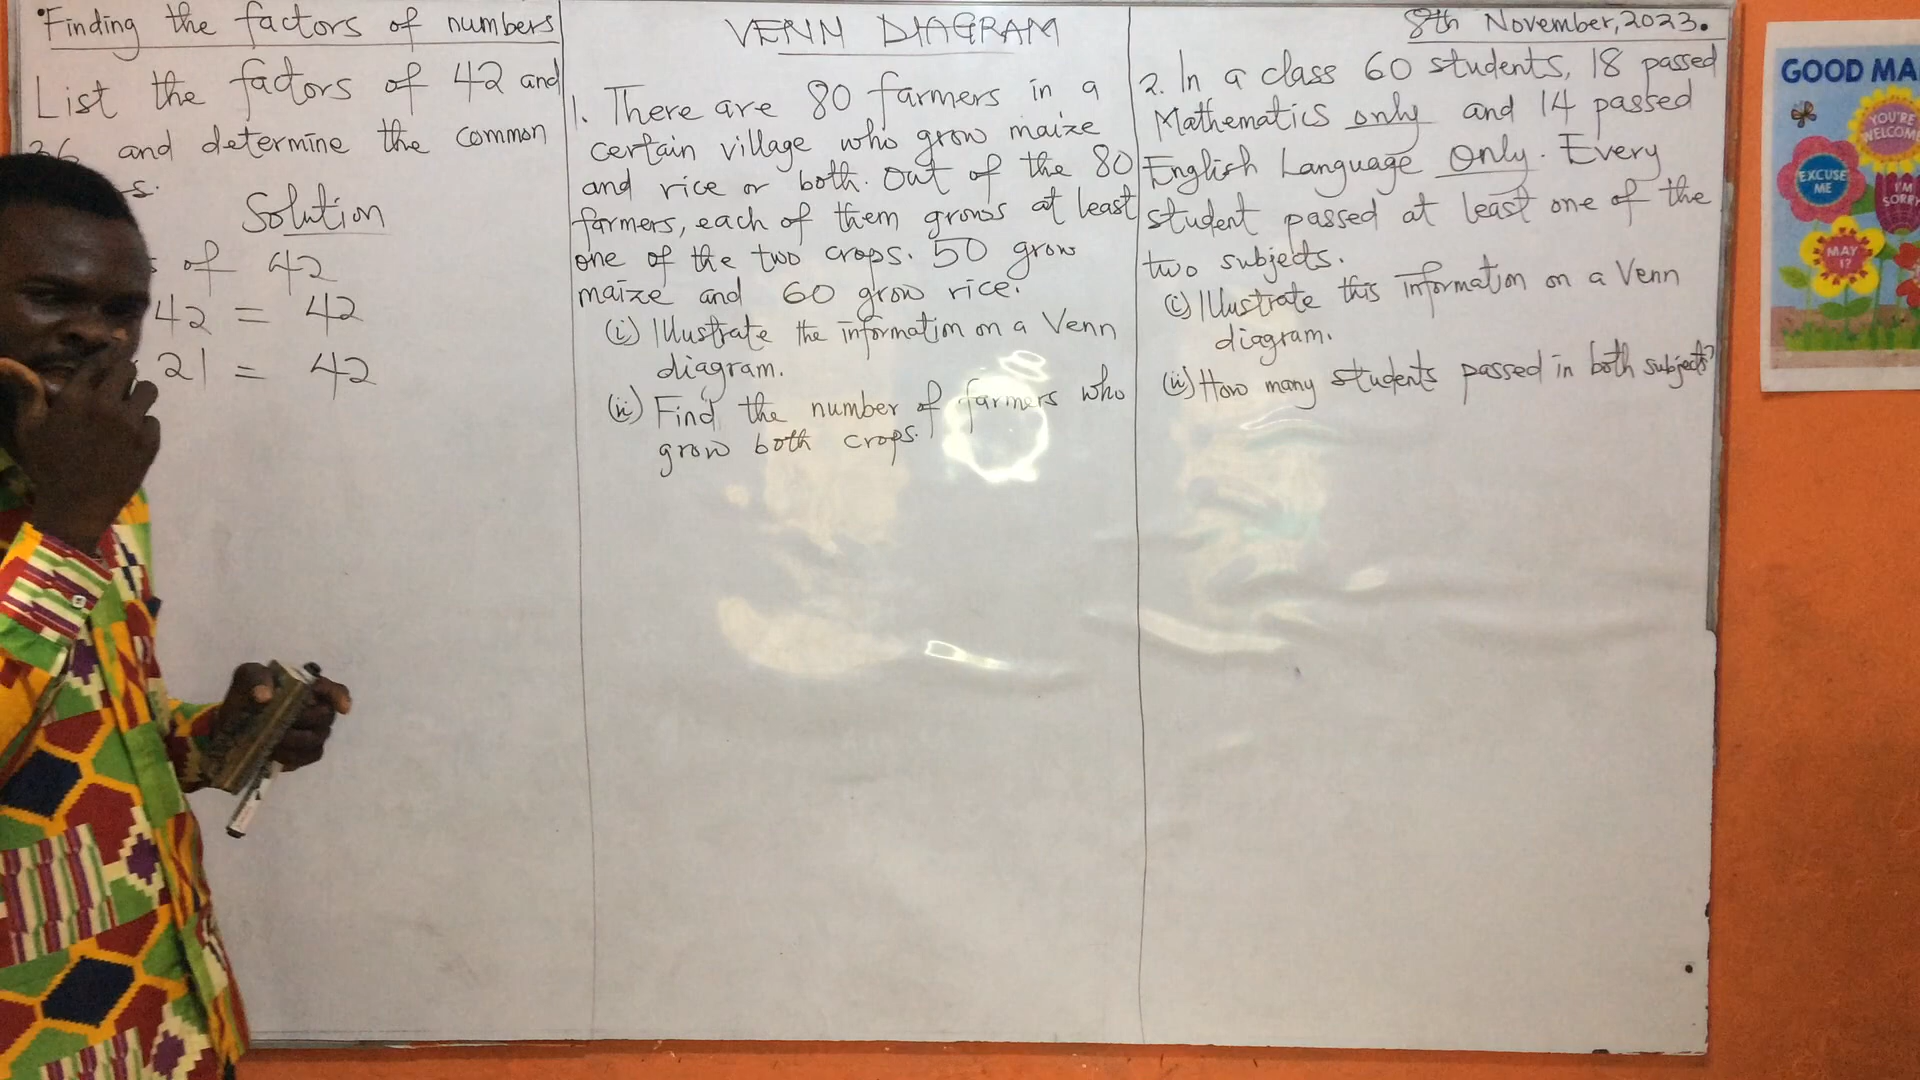 Finding the factors of numbers
List the factors of 42 and
36 and determine the common
s.
Solution
s of 42
42 = 42
21 = 42
VENN DIAGRAM
1. There are 80 farmers in a
certain village who grow maize
and rice or both. Out of the 80
farmers, each of them grows at least
one of the two crops. 50 grow
maize and 60 grow rice.
(i) Illustrate the information on a Venn
diagram.
(ii) Find the number of farmers who
grow both crops.
8th November, 2023.
2. In a class 60 students, 18 passed
Mathematics only and 14 passed
English Language Only. Every
student passed at least one of the
two subjects.
(i) Illustrate this information on a Venn
diagram.
(ii) How many students passed in both subjects?
GOOD MA
YOU'RE
WELCOM
EXCUSE
ME
I'M
SORRY
MAY
I?